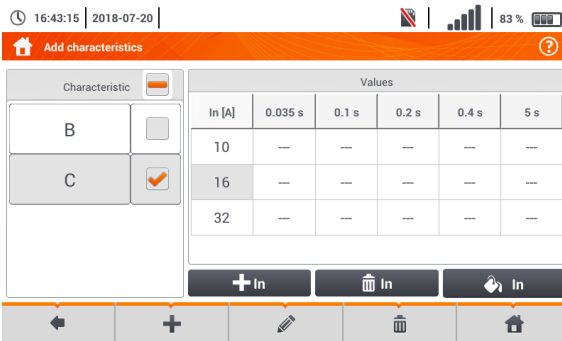 16:43:15 2018-07-20 83 %
Add characteristics ?
Characteristic Values
In [A] 0.035 s 0.1 s 0.2 s 0.4 s 5 s
B
10 --- --- --- --- ---
C
16 --- --- --- --- ---
32 --- --- --- --- ---
In In In